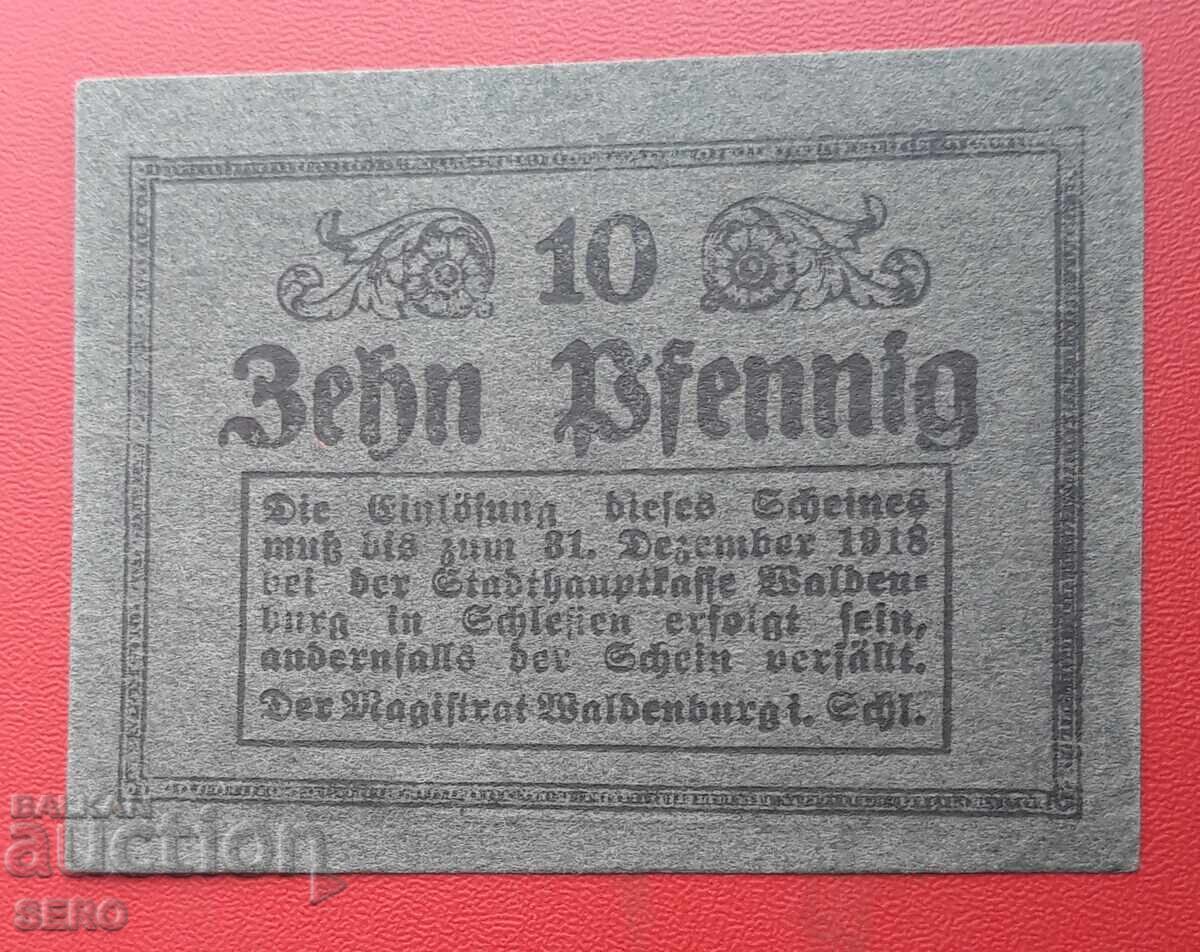 10
Zehn Pfennig
Die Einlösung dieses Scheines
muß bis zum 31. Dezember 1918
bei der Stadthauptkasse Walden-
burg in Schlesien erfolgt sein,
andernfalls der Schein verfällt.
Der Magistrat Waldenburg i. Schl.
BALKAN
auction
SEKO